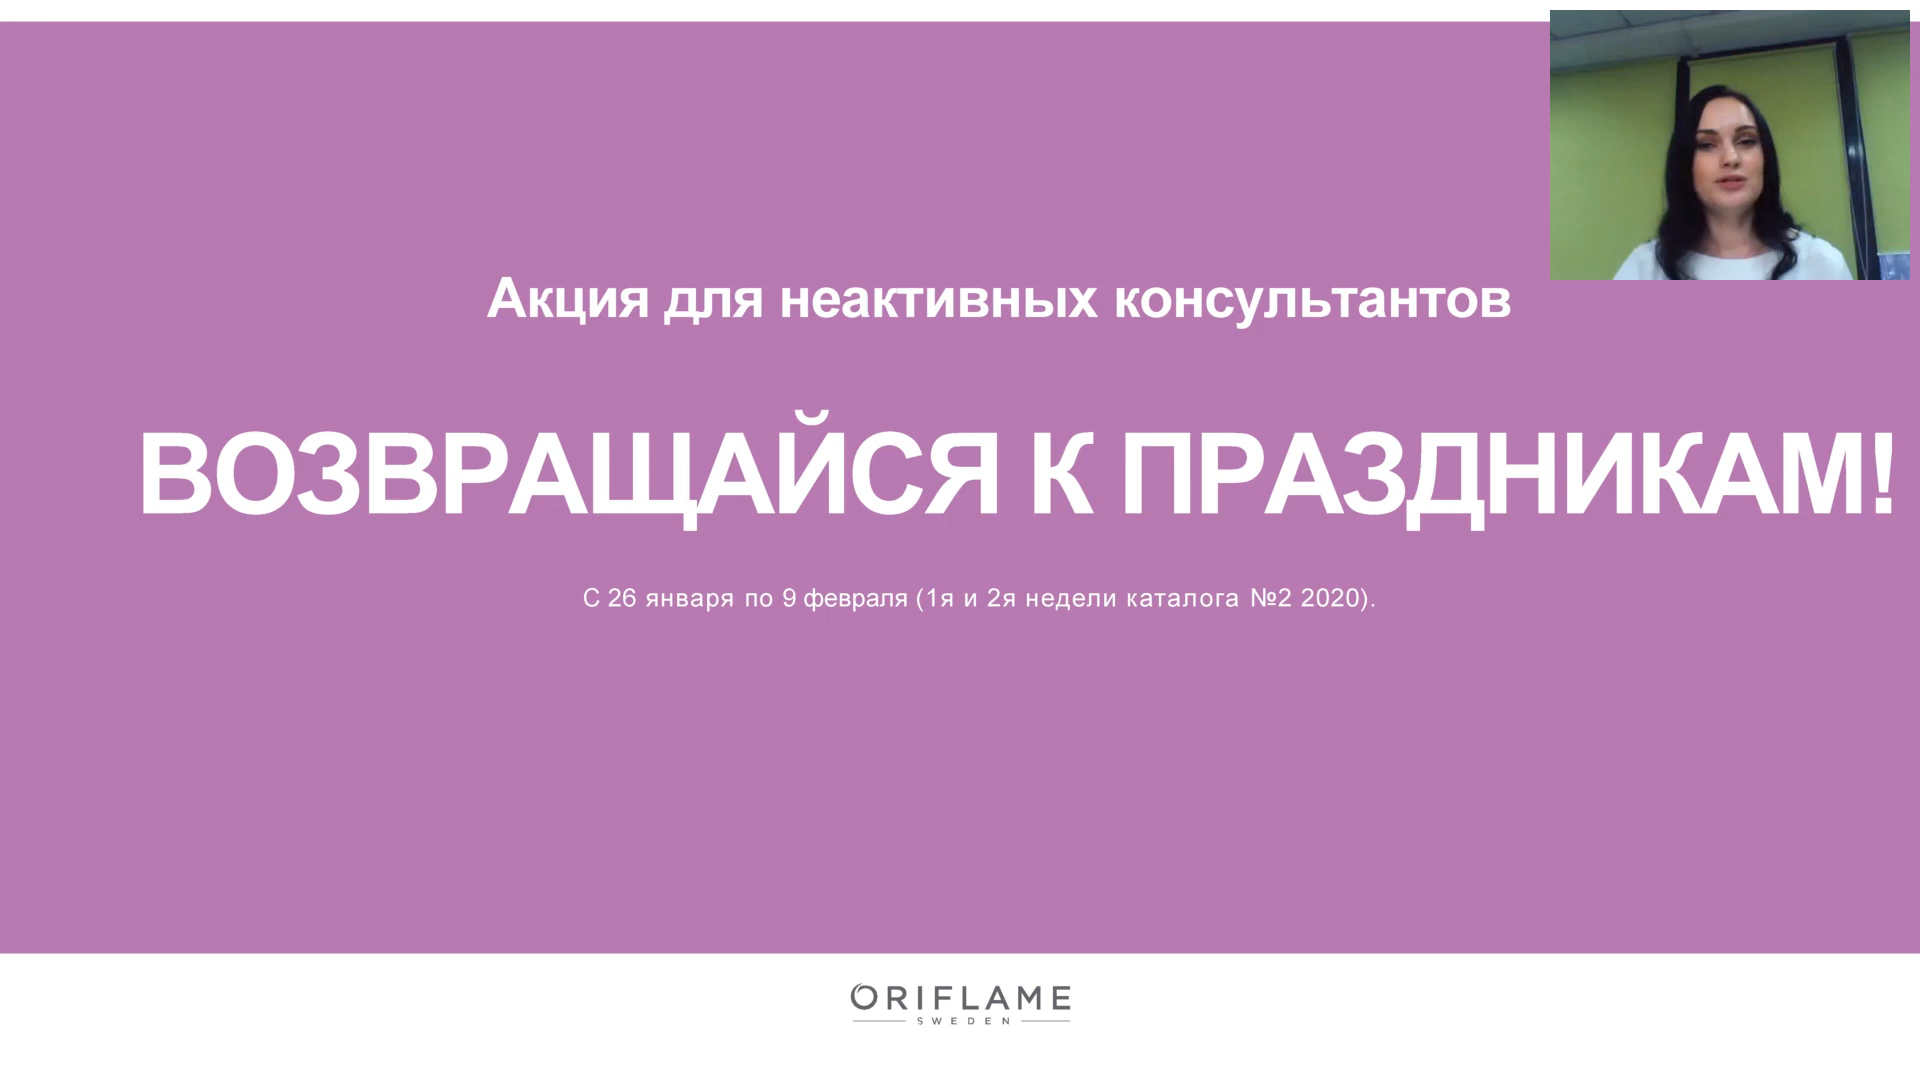 Акция для неактивных консультантов
ВОЗВРАЩАЙСЯ К ПРАЗДНИКАМ!
С 26 января по 9 февраля (1я и 2я недели каталога №2 2020).
ORIFLAME
SWEDEN